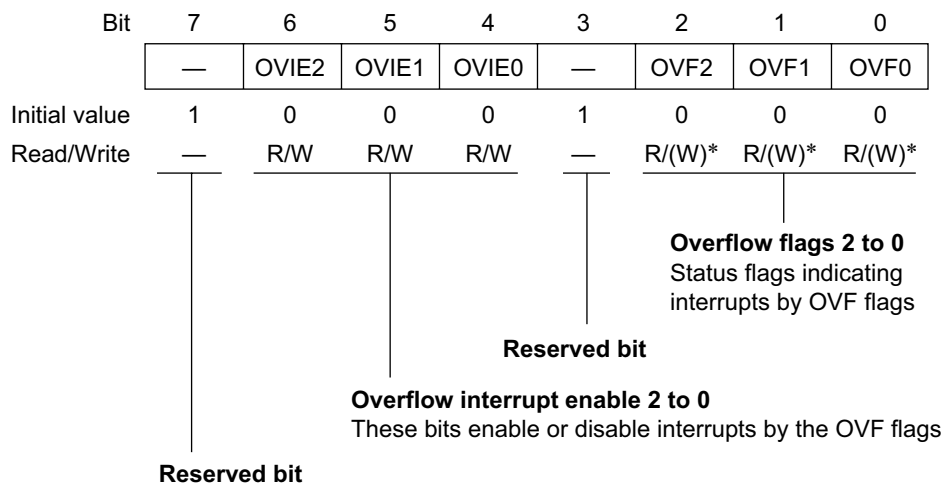 Bit 7 6 5 4 3 2 1 0
— OVIE2 OVIE1 OVIE0 — OVF2 OVF1 OVF0
Initial value 1 0 0 0 1 0 0 0
Read/Write — R/W R/W R/W — R/(W)* R/(W)* R/(W)*
Overflow flags 2 to 0
Status flags indicating
interrupts by OVF flags
Reserved bit
Overflow interrupt enable 2 to 0
These bits enable or disable interrupts by the OVF flags
Reserved bit